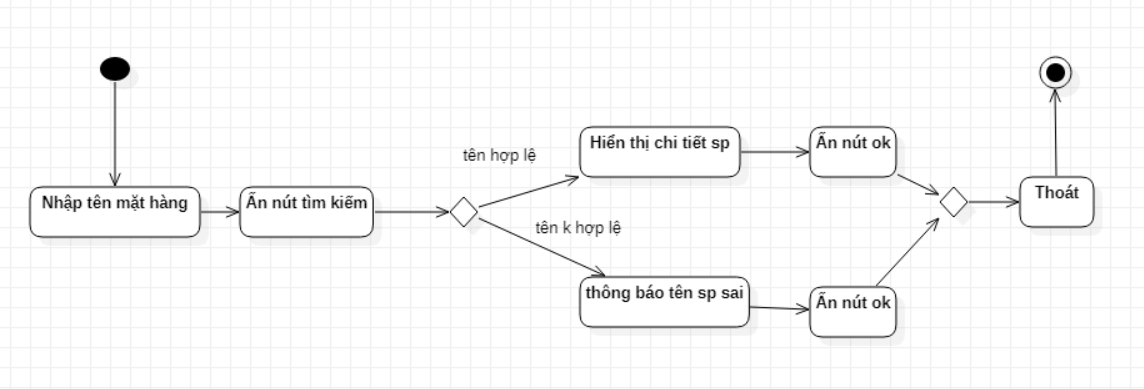 Nhập tên mặt hàng
Ấn nút tìm kiếm
tên hợp lệ
tên k hợp lệ
Hiển thị chi tiết sp
Ấn nút ok
thông báo tên sp sai
Ấn nút ok
Thoát